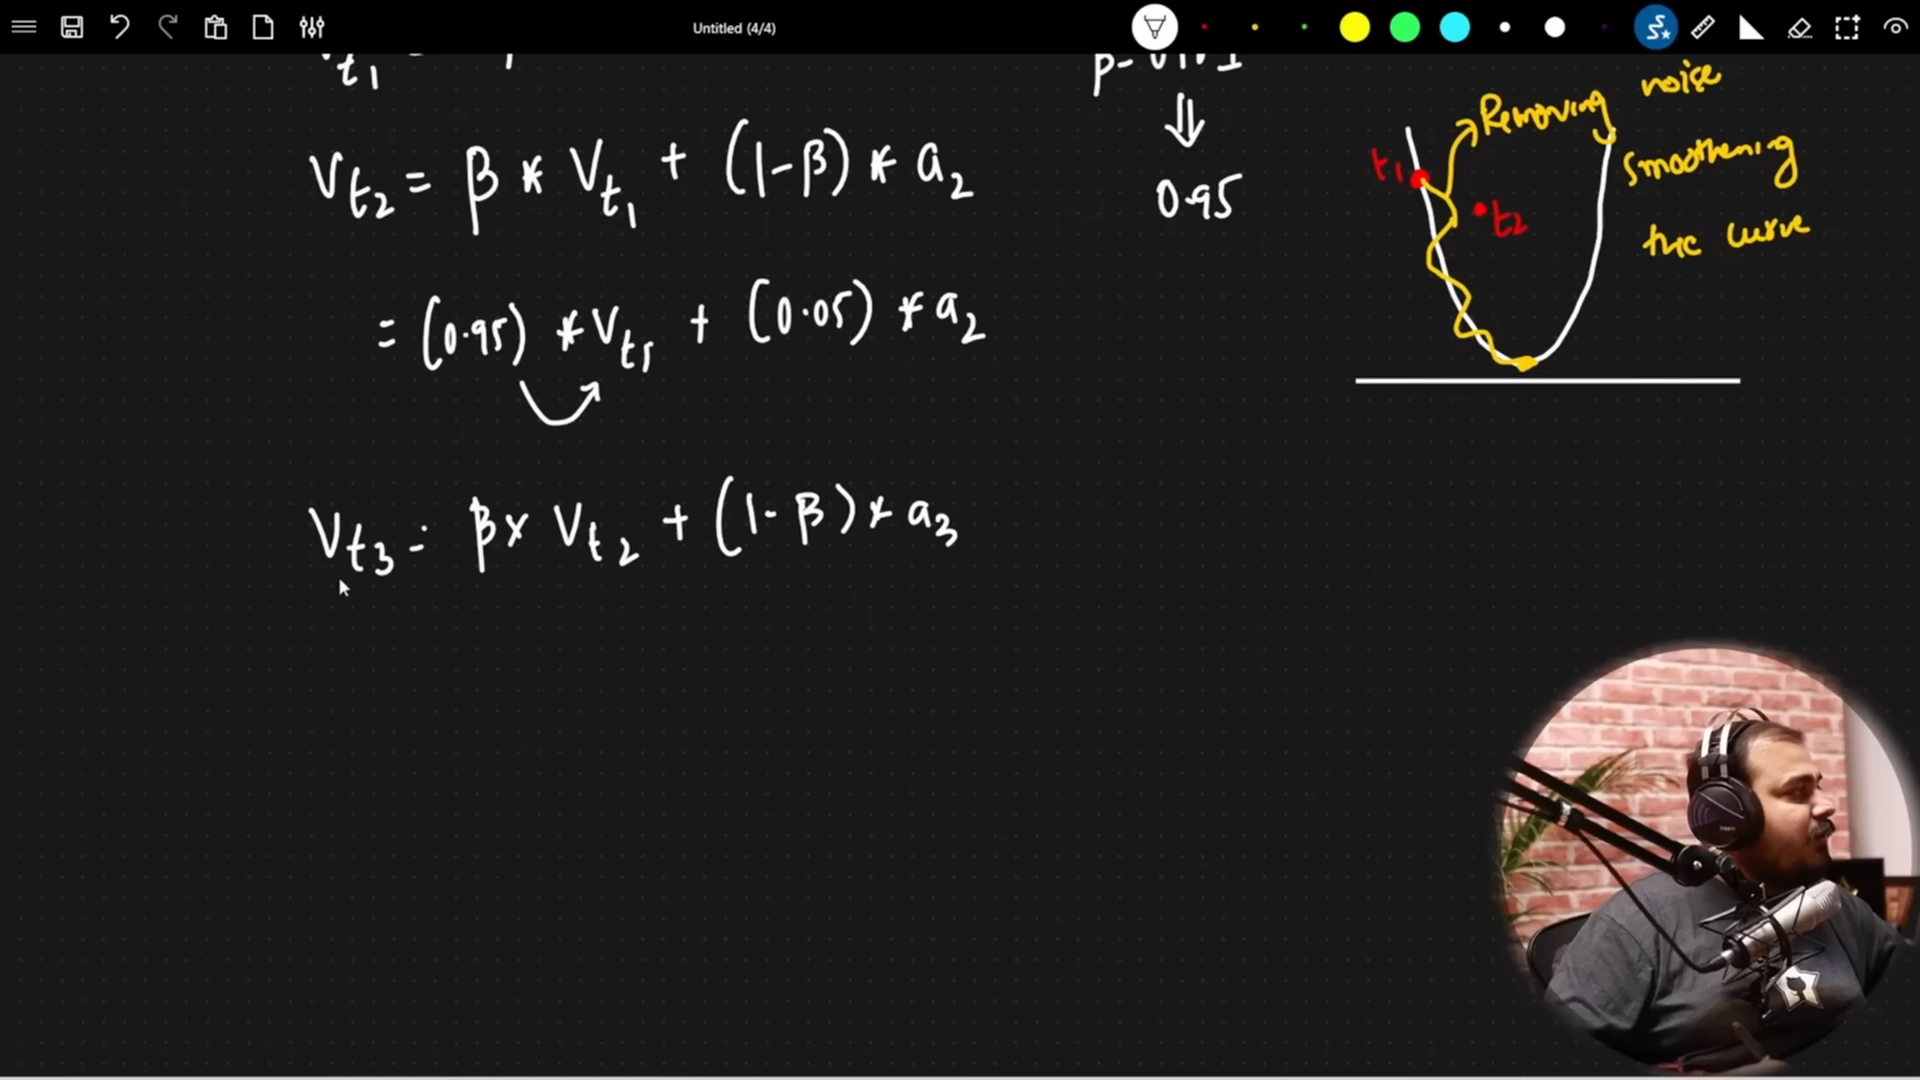 Untitled (4/4)
t₁
Vt₂ = β * Vt₁ + (1-β) * a₂
= (0.95) * Vt₁ + (0.05) * a₂
Vt₃ = β × Vt₂ + (1-β) * a₃
0.95
Removing noise
Smoothening
the curve
t₁
t₂